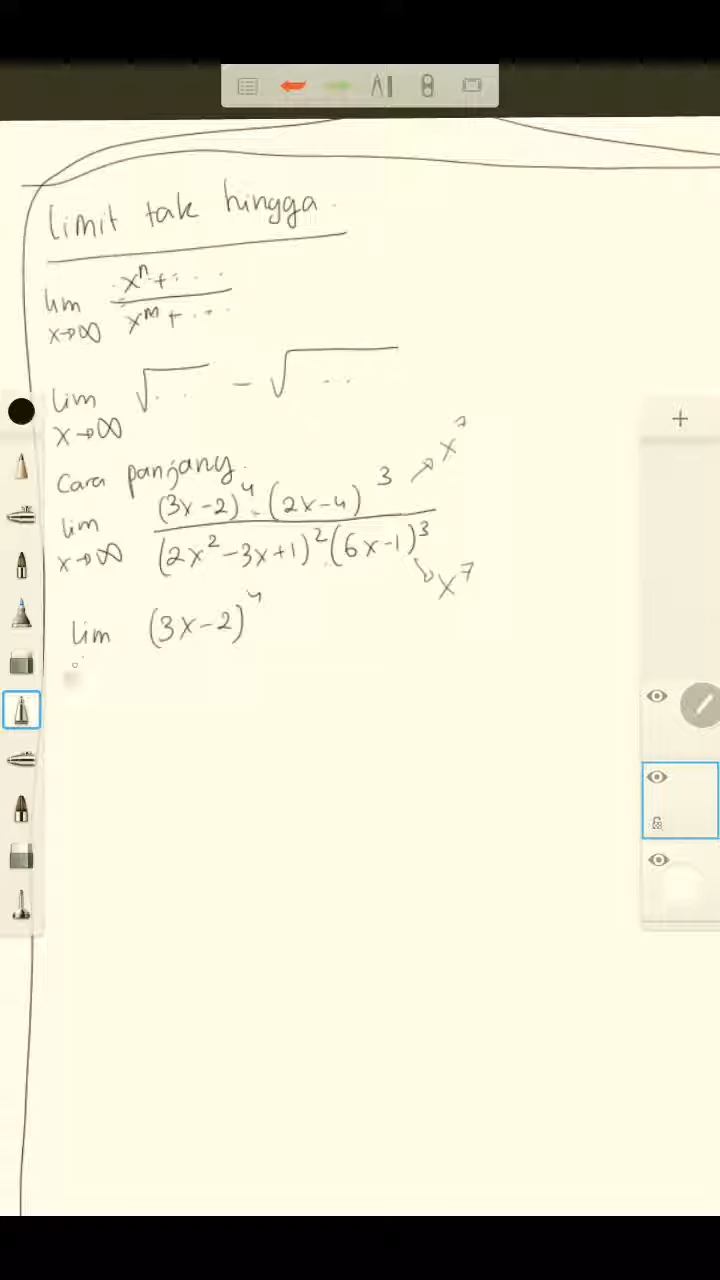 limit tak hingga.
lim x→∞ (xⁿ + ...)/(xᵐ + ...)
lim x→∞ √... − √...
Cara panjang.
lim x→∞ ((3x−2)⁴ . (2x−4)³)/((2x²−3x+1)²(6x−1)³) → x⁷ → x⁷
lim (3x−2)⁴